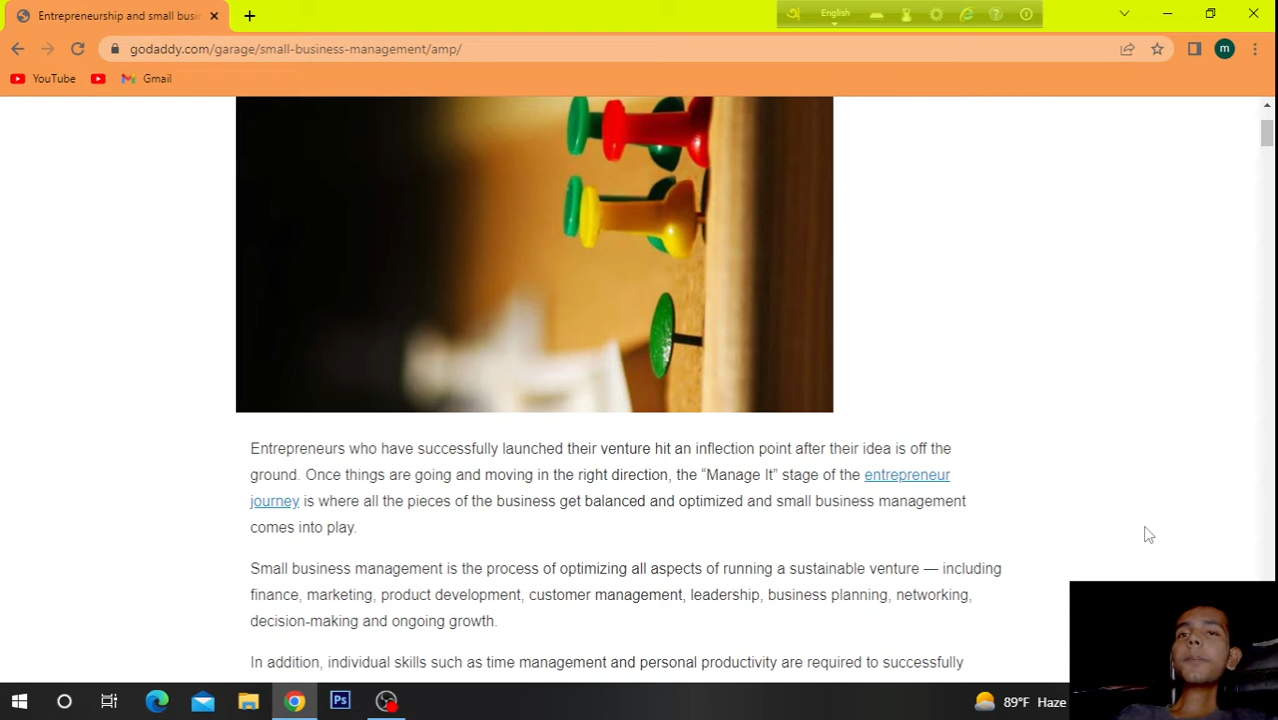 Entrepreneurship and small busir
English
godaddy.com/garage/small-business-management/amp/
m
YouTube
Gmail
Entrepreneurs who have successfully launched their venture hit an inflection point after their idea is off the
ground. Once things are going and moving in the right direction, the “Manage It” stage of the entrepreneur
journey is where all the pieces of the business get balanced and optimized and small business management
comes into play.
Small business management is the process of optimizing all aspects of running a sustainable venture — including
finance, marketing, product development, customer management, leadership, business planning, networking,
decision-making and ongoing growth.
In addition, individual skills such as time management and personal productivity are required to successfully
Ps
89°F Haze